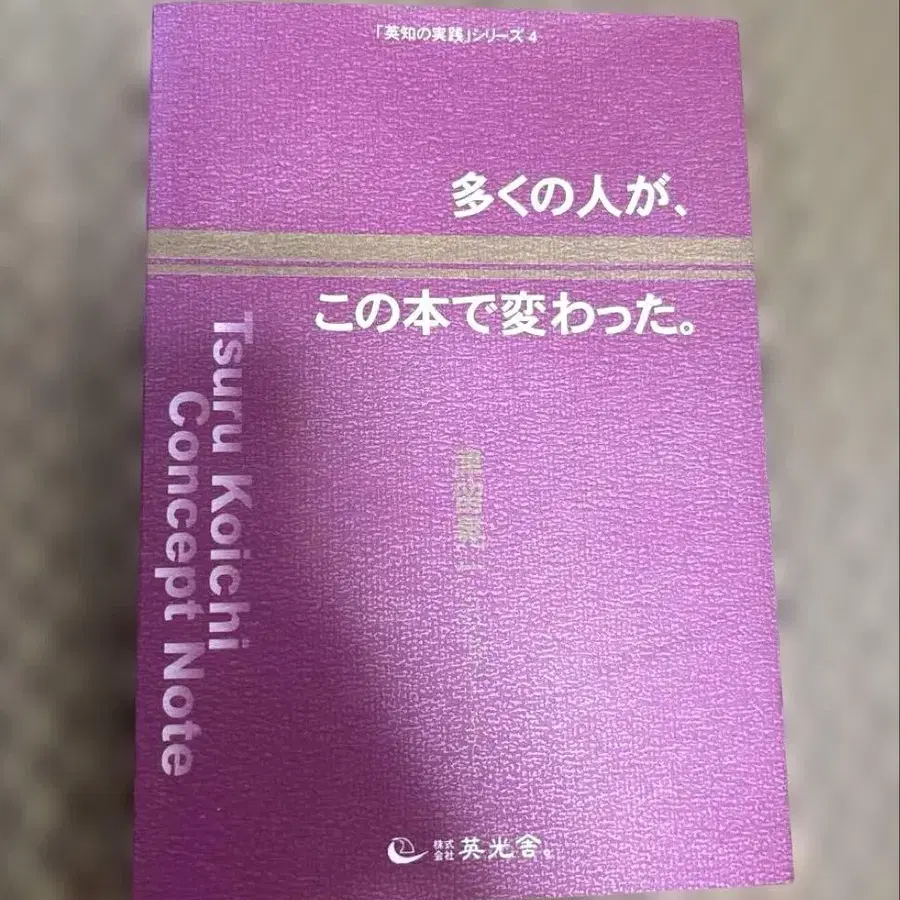 「英知の実践」シリーズ 4
多くの人が、
この本で変わった。
Tsuru Koichi
Concept Note
株式会社 英光舎。